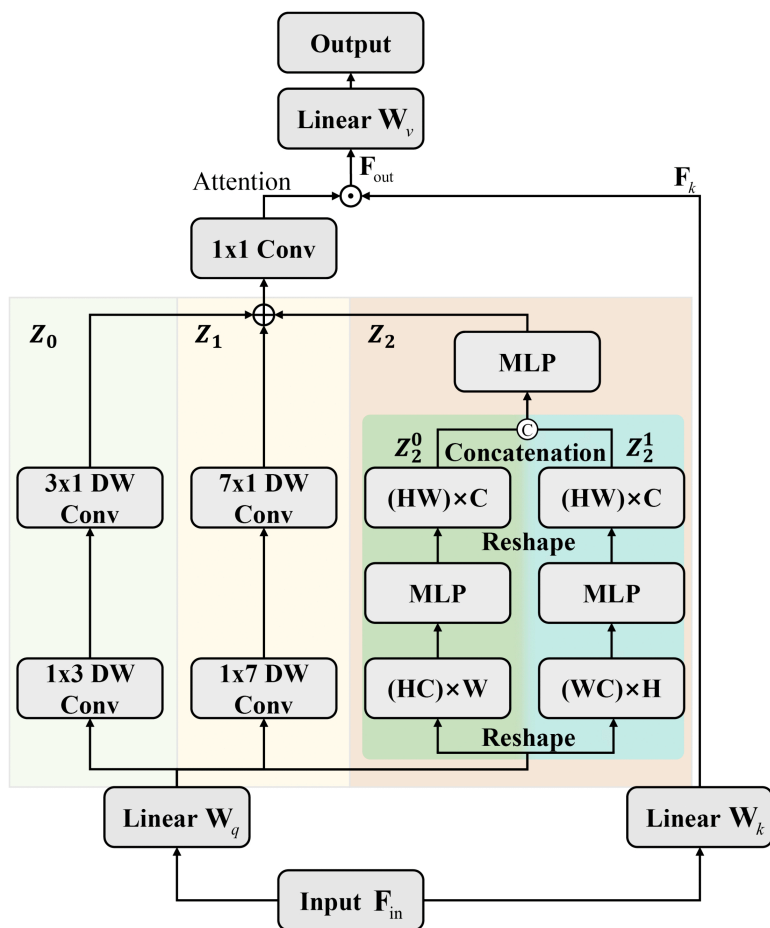 Output
Linear W_v
F_out
Attention
F_k
1x1 Conv
Z_0
Z_1
Z_2
MLP
C
Z_2^0
Concatenation
Z_2^1
3x1 DW
Conv
7x1 DW
Conv
(HW)×C
(HW)×C
Reshape
MLP
MLP
1x3 DW
Conv
1x7 DW
Conv
(HC)×W
(WC)×H
Reshape
Linear W_q
Linear W_k
Input F_in